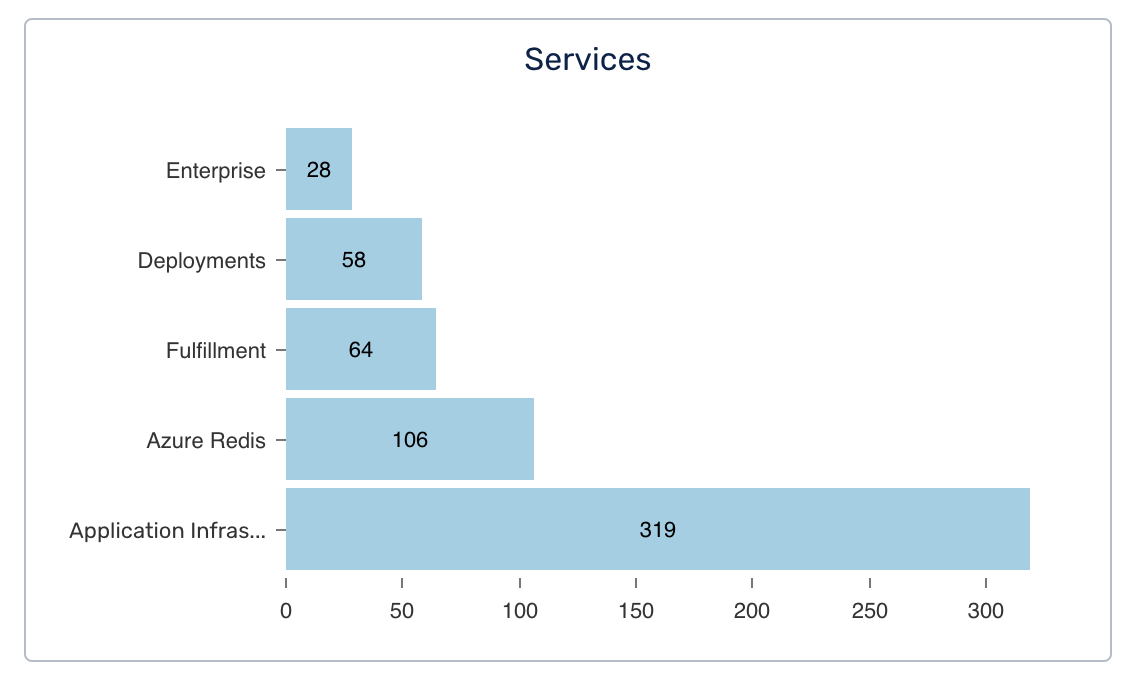 Services
Enterprise
28
Deployments
58
Fulfillment
64
Azure Redis
106
Application Infras...
319
0 50 100 150 200 250 300